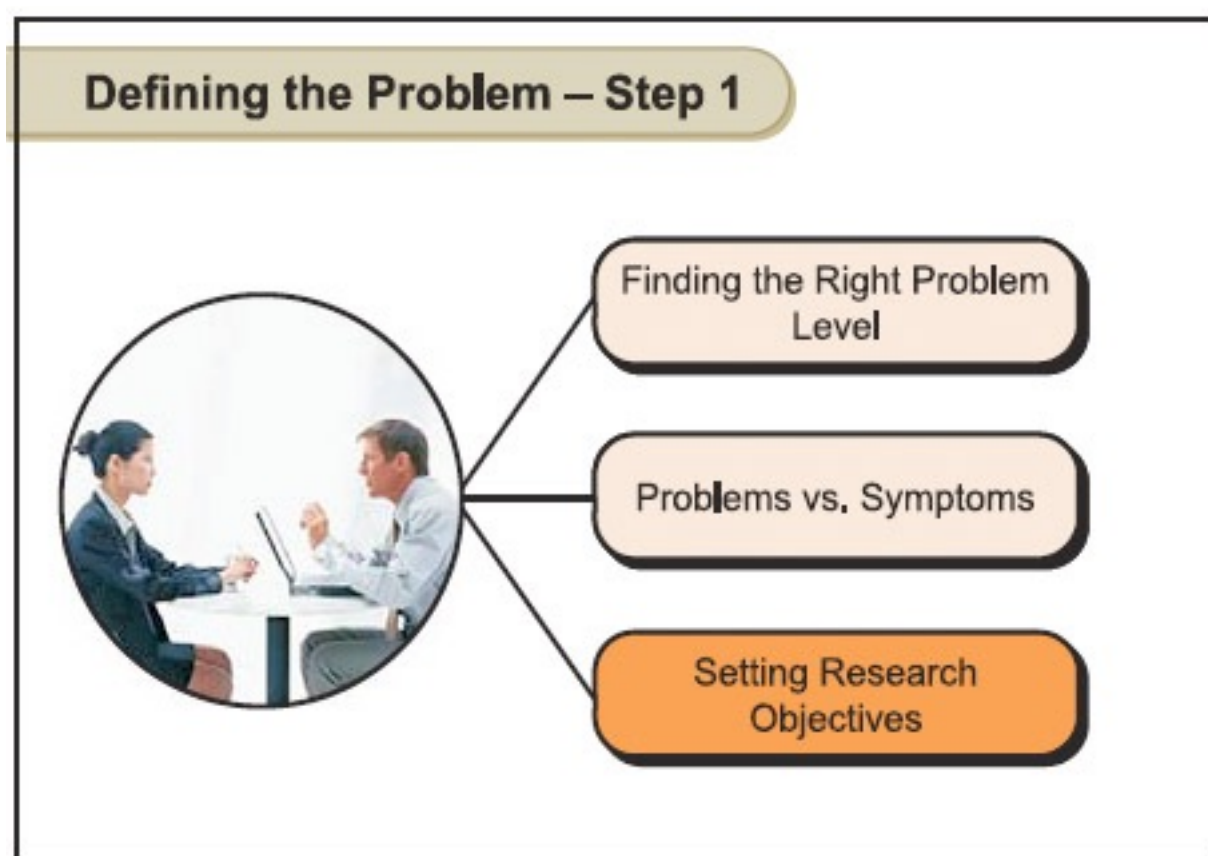 Defining the Problem – Step 1
Finding the Right Problem
Level
Problems vs. Symptoms
Setting Research
Objectives